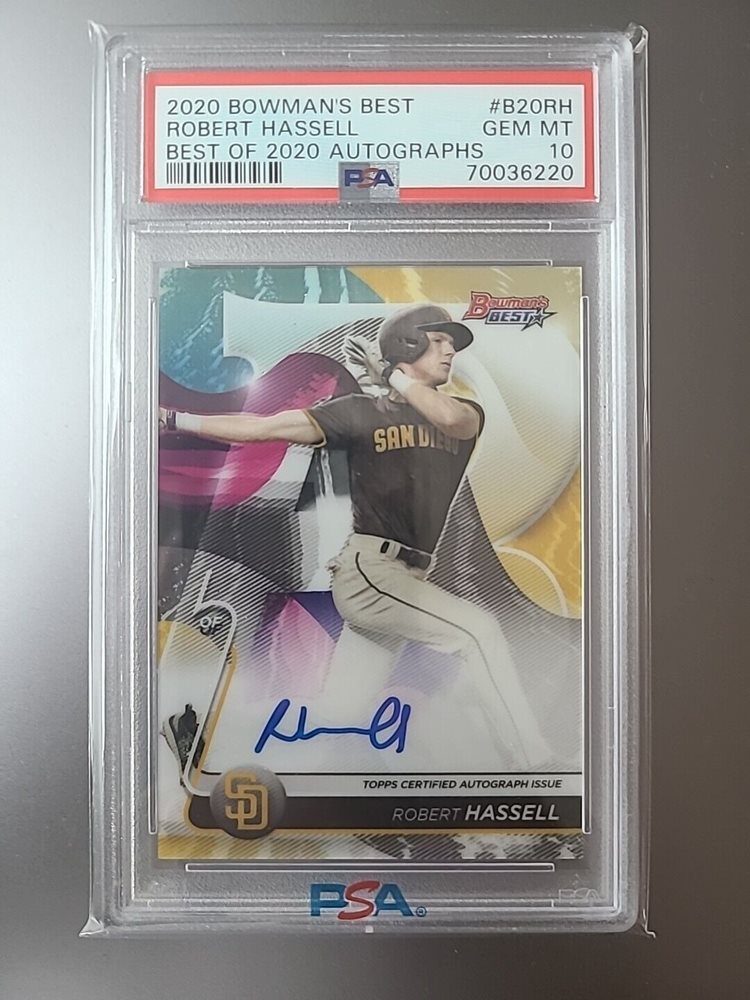 2020 BOWMAN'S BEST #B20RH
ROBERT HASSELL GEM MT
BEST OF 2020 AUTOGRAPHS 10
PSA 70036220
Bowman's
BEST
SAN DIEGO
OF
TOPPS CERTIFIED AUTOGRAPH ISSUE
SD
ROBERT HASSELL
PSA
PSA